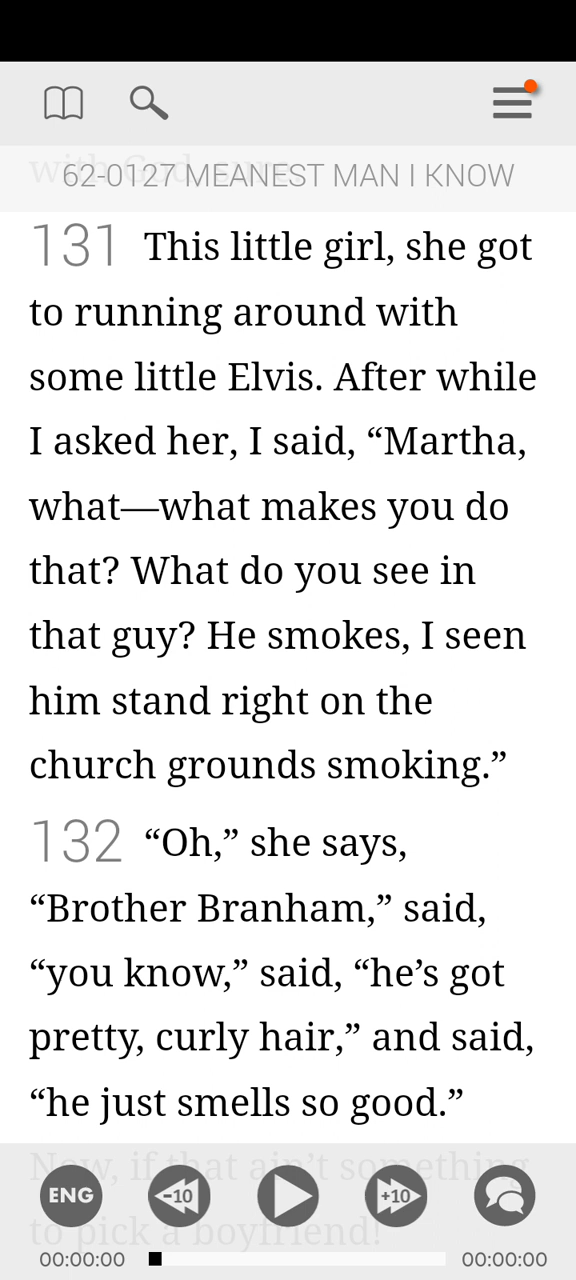 with God, sure.
62-0127 MEANEST MAN I KNOW
131 This little girl, she got
to running around with
some little Elvis. After while
I asked her, I said, “Martha,
what—what makes you do
that? What do you see in
that guy? He smokes, I seen
him stand right on the
church grounds smoking.”
132 “Oh,” she says,
“Brother Branham,” said,
“you know,” said, “he’s got
pretty, curly hair,” and said,
“he just smells so good.”
Now, if that ain’t something
to pick a boyfriend!
ENG -10 +10
00:00:00 00:00:00